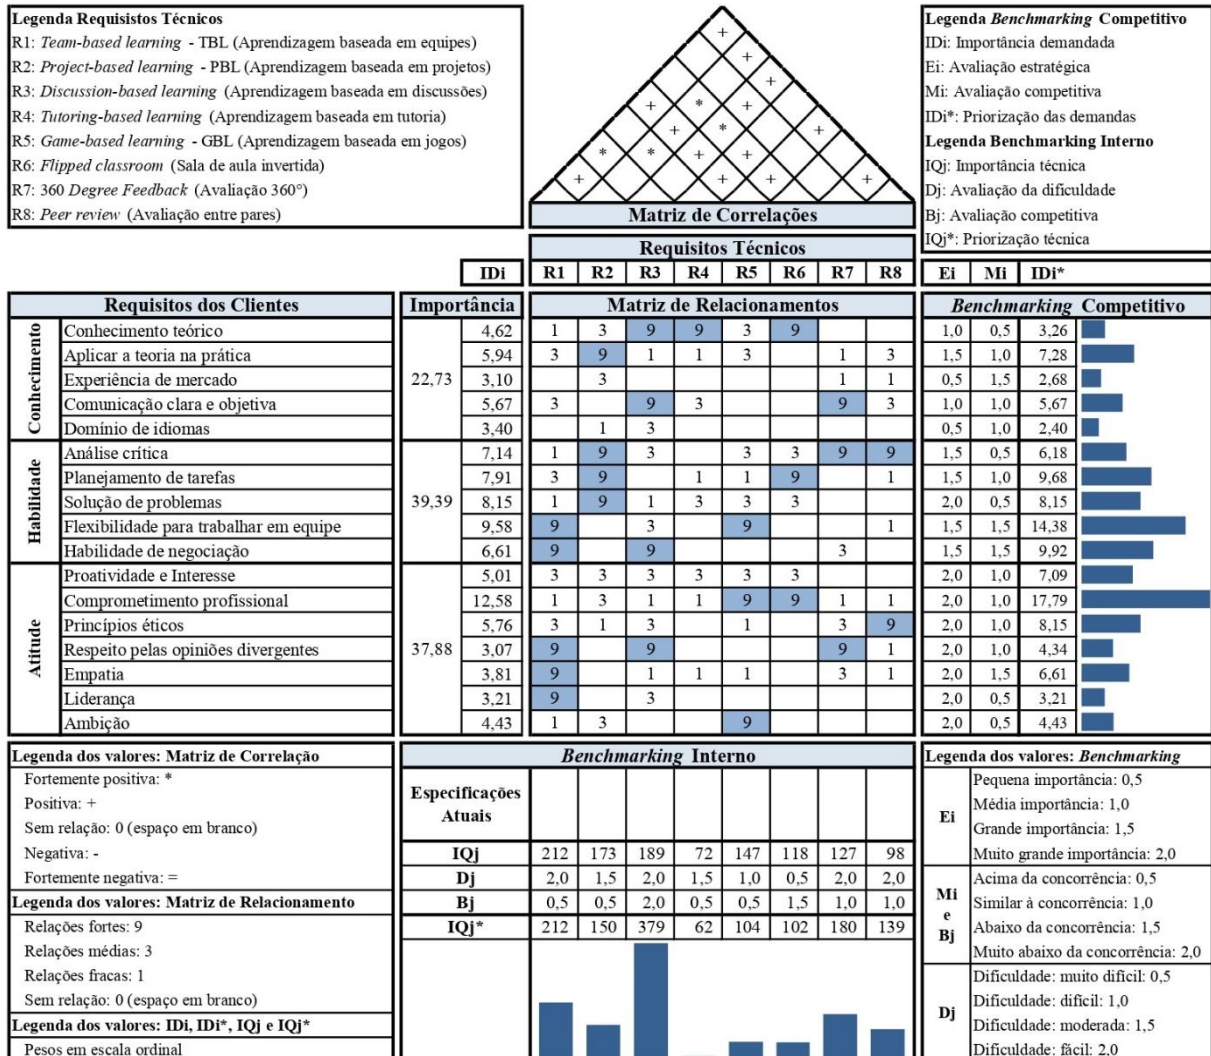 Legenda Requisistos Técnicos
R1: Team-based learning - TBL (Aprendizagem baseada em equipes)
R2: Project-based learning - PBL (Aprendizagem baseada em projetos)
R3: Discussion-based learning (Aprendizagem baseada em discussões)
R4: Tutoring-based learning (Aprendizagem baseada em tutoria)
R5: Game-based learning - GBL (Aprendizagem baseada em jogos)
R6: Flipped classroom (Sala de aula invertida)
R7: 360 Degree Feedback (Avaliação 360°)
R8: Peer review (Avaliação entre pares)
+
+
+ * +
+ * +
* * + +
+ + +
Matriz de Correlações
Legenda Benchmarking Competitivo
IDi: Importância demandada
Ei: Avaliação estratégica
Mi: Avaliação competitiva
IDi*: Priorização das demandas
Legenda Benchmarking Interno
IQj: Importância técnica
Dj: Avaliação da dificuldade
Bj: Avaliação competitiva
IQj*: Priorização técnica
Requisitos Técnicos
IDi R1 R2 R3 R4 R5 R6 R7 R8 Ei Mi IDi*
Requisitos dos Clientes Importância Matriz de Relacionamentos Benchmarking Competitivo
Conhecimento
Conhecimento teórico 4,62 1 3 9 9 3 9 1,0 0,5 3,26
Aplicar a teoria na prática 5,94 3 9 1 1 3 1 3 1,5 1,0 7,28
Experiência de mercado 22,73 3,10 3 1 1 0,5 1,5 2,68
Comunicação clara e objetiva 5,67 3 9 3 9 3 1,0 1,0 5,67
Domínio de idiomas 3,40 1 3 0,5 1,0 2,40
Habilidade
Análise crítica 7,14 1 9 3 3 3 9 9 1,5 0,5 6,18
Planejamento de tarefas 7,91 3 9 1 1 9 1 1,5 1,0 9,68
Solução de problemas 39,39 8,15 1 9 1 3 3 3 2,0 0,5 8,15
Flexibilidade para trabalhar em equipe 9,58 9 3 9 1 1,5 1,5 14,38
Habilidade de negociação 6,61 9 9 3 1,5 1,5 9,92
Atitude
Proatividade e Interesse 5,01 3 3 3 3 3 3 2,0 1,0 7,09
Comprometimento profissional 12,58 1 3 1 1 9 9 1 1 2,0 1,0 17,79
Princípios éticos 5,76 3 1 3 1 3 9 2,0 1,0 8,15
Respeito pelas opiniões divergentes 37,88 3,07 9 9 9 1 2,0 1,0 4,34
Empatia 3,81 9 1 1 1 3 1 2,0 1,5 6,61
Liderança 3,21 9 3 2,0 0,5 3,21
Ambição 4,43 1 3 9 2,0 0,5 4,43
Legenda dos valores: Matriz de Correlação
Fortemente positiva: *
Positiva: +
Sem relação: 0 (espaço em branco)
Negativa: -
Fortemente negativa: =
Legenda dos valores: Matriz de Relacionamento
Relações fortes: 9
Relações médias: 3
Relações fracas: 1
Sem relação: 0 (espaço em branco)
Legenda dos valores: IDi, IDi*, IQj e IQj*
Pesos em escala ordinal
Benchmarking Interno
Especificações
Atuais
IQj 212 173 189 72 147 118 127 98
Dj 2,0 1,5 2,0 1,5 1,0 0,5 2,0 2,0
Bj 0,5 0,5 2,0 0,5 0,5 1,5 1,0 1,0
IQj* 212 150 379 62 104 102 180 139
Legenda dos valores: Benchmarking
Ei
Pequena importância: 0,5
Média importância: 1,0
Grande importância: 1,5
Muito grande importância: 2,0
Mi
e
Bj
Acima da concorrência: 0,5
Similar à concorrência: 1,0
Abaixo da concorrência: 1,5
Muito abaixo da concorrência: 2,0
Dj
Dificuldade: muito difícil: 0,5
Dificuldade: difícil: 1,0
Dificuldade: moderada: 1,5
Dificuldade: fácil: 2,0